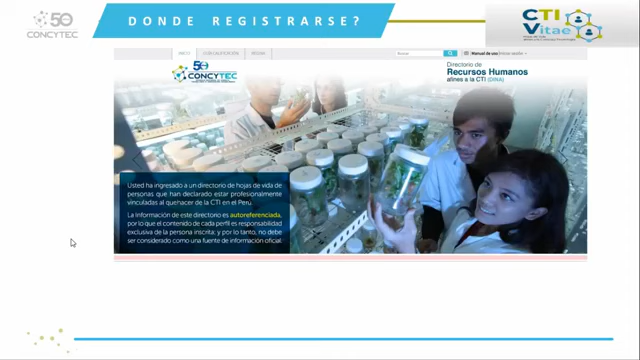 50
CONCYTEC
DONDE REGISTRARSE?
CTI
Vitae
INICIO
RENACYT
Buscar
Manual de uso
Iniciar sesión
50
CONCYTEC
Directorio de
Recursos Humanos
afines a la CTI (DINA)
Usted ha ingresado a un directorio de hojas de vida de
personas que han declarado estar profesionalmente
vinculadas al quehacer de la CTI en el Perú.
La Información de este directorio es autoreferenciada,
por lo que el contenido de cada perfil es responsabilidad
exclusiva de la persona inscrita; y por lo tanto, no debe
ser considerado como una fuente de información oficial.